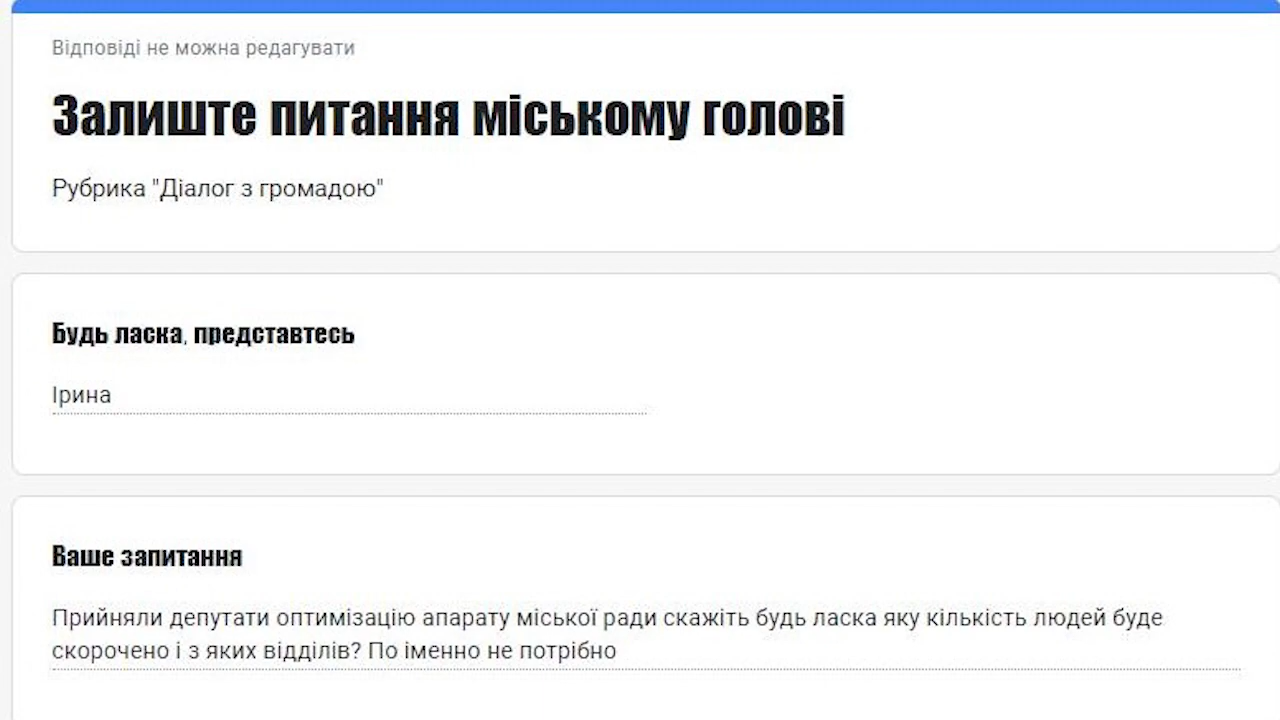 Відповіді не можна редагувати
Залиште питання міському голові
Рубрика "Діалог з громадою"
Будь ласка, представтесь
Ірина
Ваше запитання
Прийняли депутати оптимізацію апарату міської ради скажіть будь ласка яку кількість людей буде
скорочено і з яких відділів? По іменно не потрібно